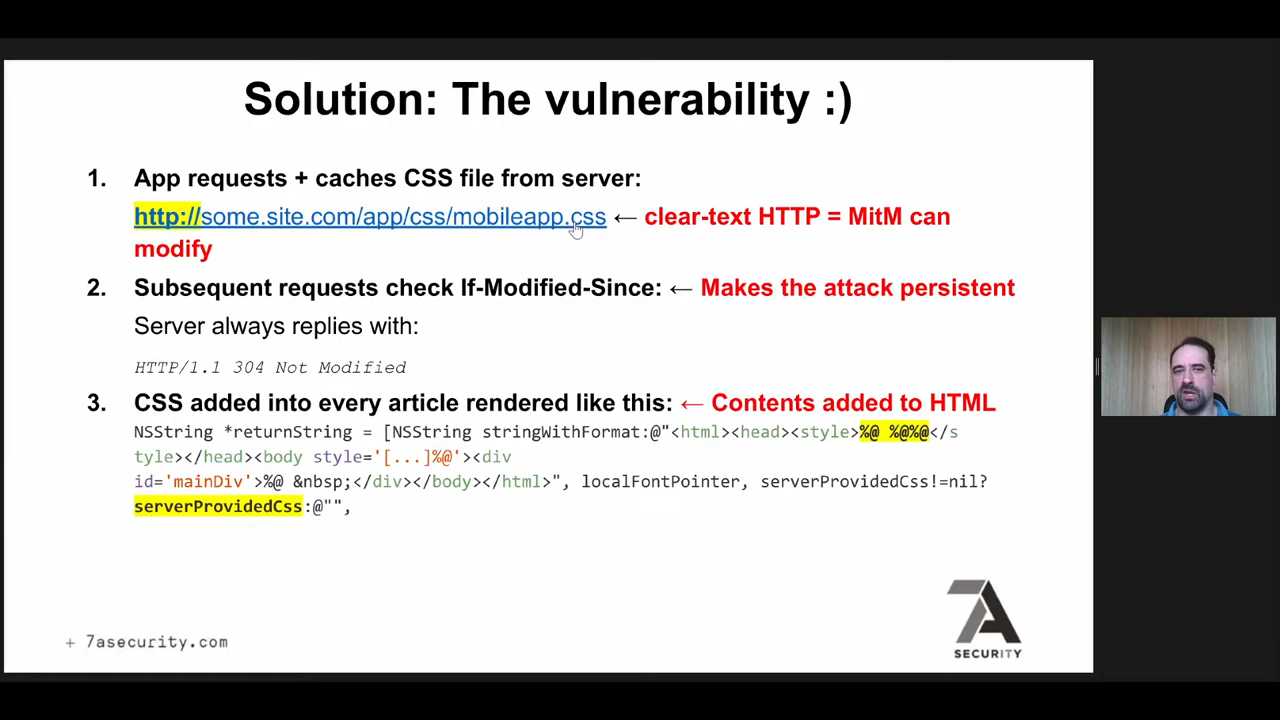 Solution: The vulnerability :)
1. App requests + caches CSS file from server:
http://some.site.com/app/css/mobileapp.css ← clear-text HTTP = MitM can
modify
2. Subsequent requests check If-Modified-Since: ← Makes the attack persistent
Server always replies with:
HTTP/1.1 304 Not Modified
3. CSS added into every article rendered like this: ← Contents added to HTML
NSString *returnString = [NSString stringWithFormat:@"<html><head><style>%@ %@%@</s
tyle></head><body style='[...]%@'><div
id='mainDiv'>%@ &nbsp;</div></body></html>", localFontPointer, serverProvidedCss!=nil?
serverProvidedCss:@"",
+ 7asecurity.com
7A
SECURITY